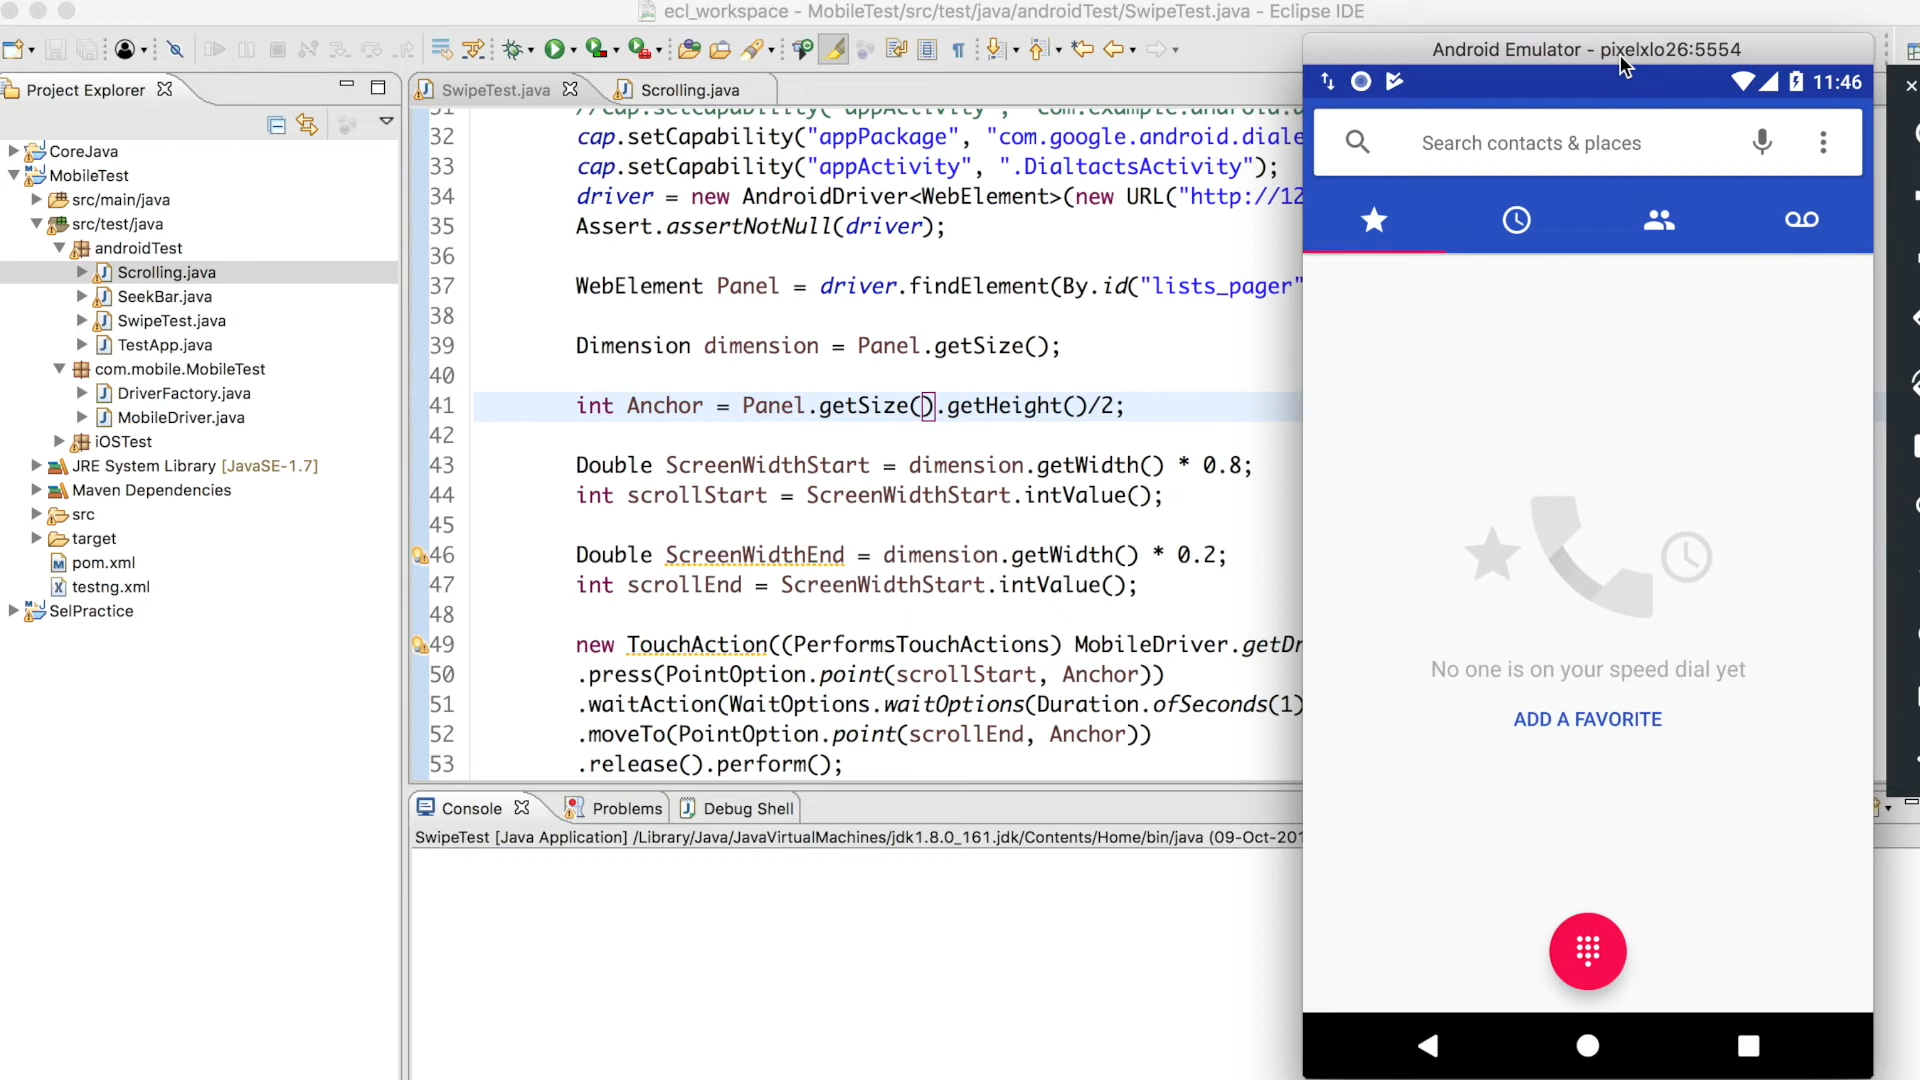 ecl_workspace - MobileTest/src/test/java/androidTest/SwipeTest.java - Eclipse IDE
Project Explorer
CoreJava
MobileTest
src/main/java
src/test/java
androidTest
Scrolling.java
SeekBar.java
SwipeTest.java
TestApp.java
com.mobile.MobileTest
DriverFactory.java
MobileDriver.java
iOSTest
JRE System Library [JavaSE-1.7]
Maven Dependencies
src
target
pom.xml
testng.xml
SelPractice
SwipeTest.java
Scrolling.java
32 cap.setCapability("appPackage", "com.google.android.diale
33 cap.setCapability("appActivity", ".DialtactsActivity");
34 driver = new AndroidDriver<WebElement>(new URL("http://12
35 Assert.assertNotNull(driver);
36
37 WebElement Panel = driver.findElement(By.id("lists_pager"
38
39 Dimension dimension = Panel.getSize();
40
41 int Anchor = Panel.getSize().getHeight()/2;
42
43 Double ScreenWidthStart = dimension.getWidth() * 0.8;
44 int scrollStart = ScreenWidthStart.intValue();
45
46 Double ScreenWidthEnd = dimension.getWidth() * 0.2;
47 int scrollEnd = ScreenWidthStart.intValue();
48
49 new TouchAction((PerformsTouchActions) MobileDriver.getDr
50 .press(PointOption.point(scrollStart, Anchor))
51 .waitAction(WaitOptions.waitOptions(Duration.ofSeconds(1)
52 .moveTo(PointOption.point(scrollEnd, Anchor))
53 .release().perform();
Console
Problems
Debug Shell
SwipeTest [Java Application] /Library/Java/JavaVirtualMachines/jdk1.8.0_161.jdk/Contents/Home/bin/java (09-Oct-201
Android Emulator - pixelxlo26:5554
11:46
Search contacts & places
No one is on your speed dial yet
ADD A FAVORITE